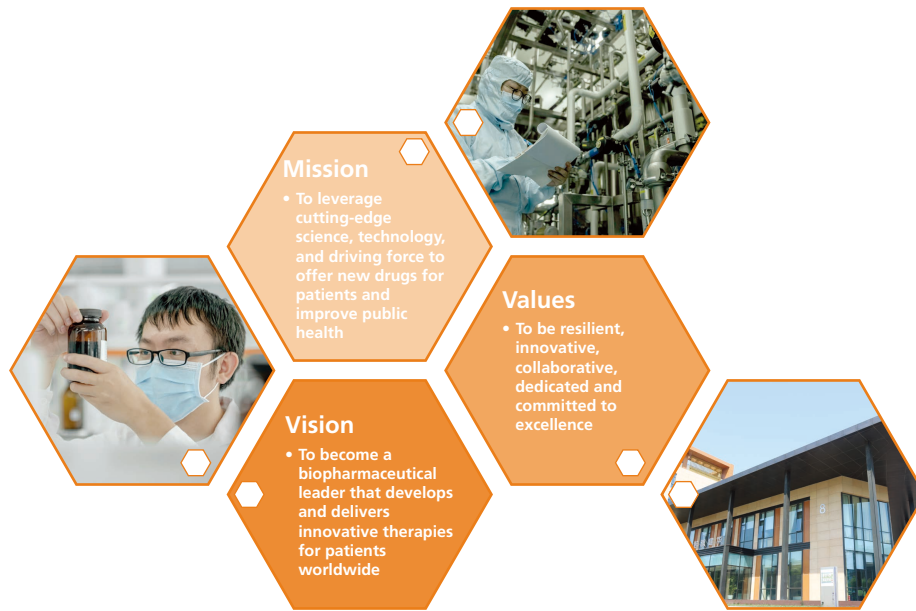 Mission
• To leverage
cutting-edge
science, technology,
and driving force to
offer new drugs for
patients and
improve public
health
Values
• To be resilient,
innovative,
collaborative,
dedicated and
committed to
excellence
Vision
• To become a
biopharmaceutical
leader that develops
and delivers
innovative therapies
for patients
worldwide
8